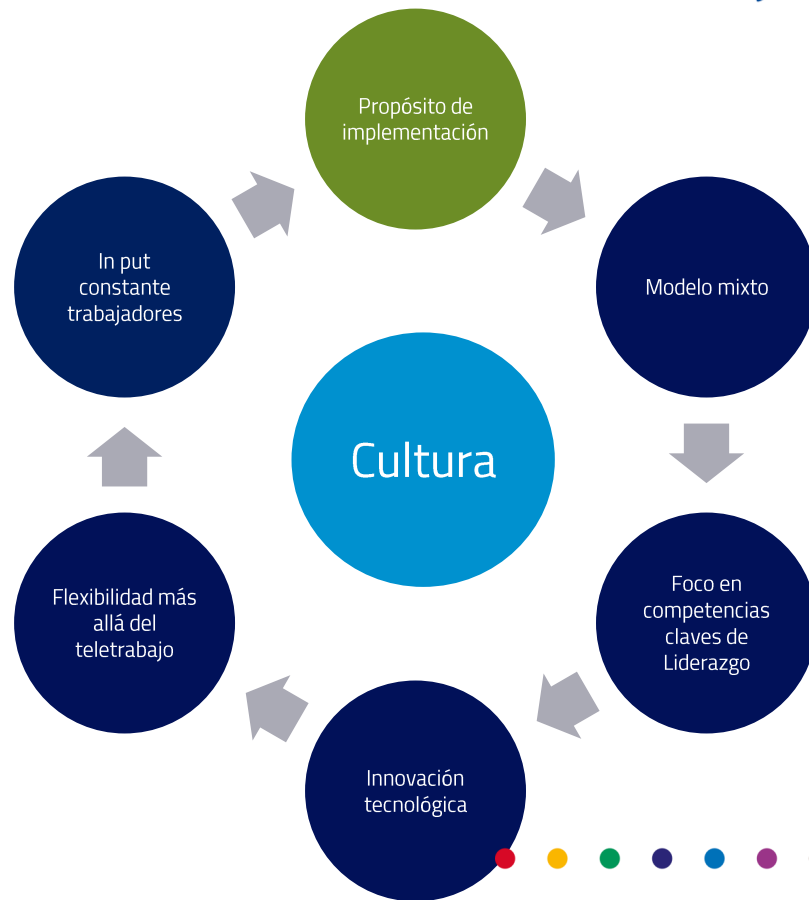 Propósito de
implementación
Modelo mixto
Foco en
competencias
claves de
Liderazgo
Innovación
tecnológica
Flexibilidad más
allá del
teletrabajo
In put
constante
trabajadores
Cultura